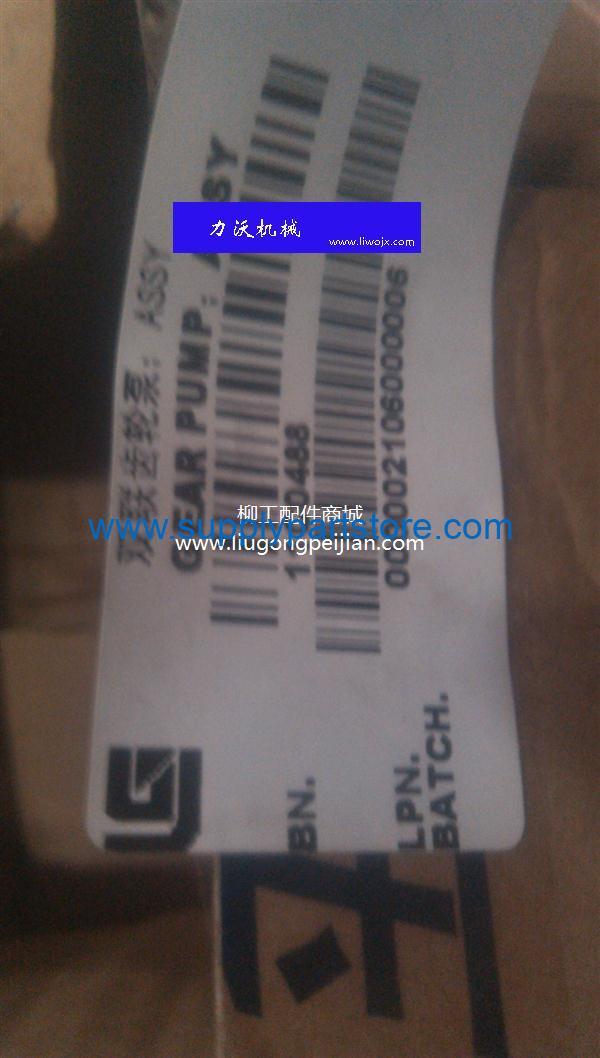 双联齿轮泵：ASSY
GEAR PUMP：ASSY
BN.
LPN.
BATCH.
力沃机械
www.liwojx.com
柳工配件商城
www.supplypartstore.com
www.liugongpeijian.com